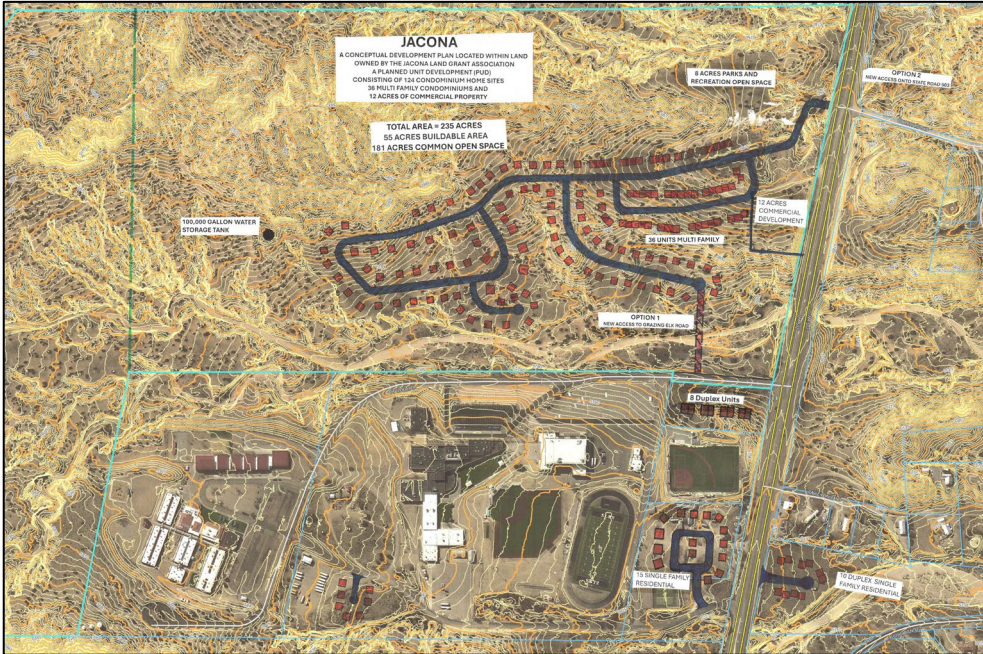 JACONA
A CONCEPTUAL DEVELOPMENT PLAN LOCATED WITHIN LAND
OWNED BY THE JACONA LAND GRANT ASSOCIATION
A PLANNED UNIT DEVELOPMENT (PUD)
CONSISTING OF 124 CONDOMINIUM HOME SITES
36 MULTI FAMILY CONDOMINIUMS AND
12 ACRES OF COMMERCIAL PROPERTY
TOTAL AREA = 235 ACRES
55 ACRES BUILDABLE AREA
181 ACRES COMMON OPEN SPACE
8 ACRES PARKS AND
RECREATION OPEN SPACE
OPTION 2
NEW ACCESS ONTO STATE ROAD 502
100,000 GALLON WATER
STORAGE TANK
12 ACRES
COMMERCIAL
DEVELOPMENT
36 UNITS MULTI FAMILY
OPTION 1
NEW ACCESS TO GRAZING ELK ROAD
8 Duplex Units
15 SINGLE FAMILY
RESIDENTIAL
10 DUPLEX SINGLE
FAMILY RESIDENTIAL